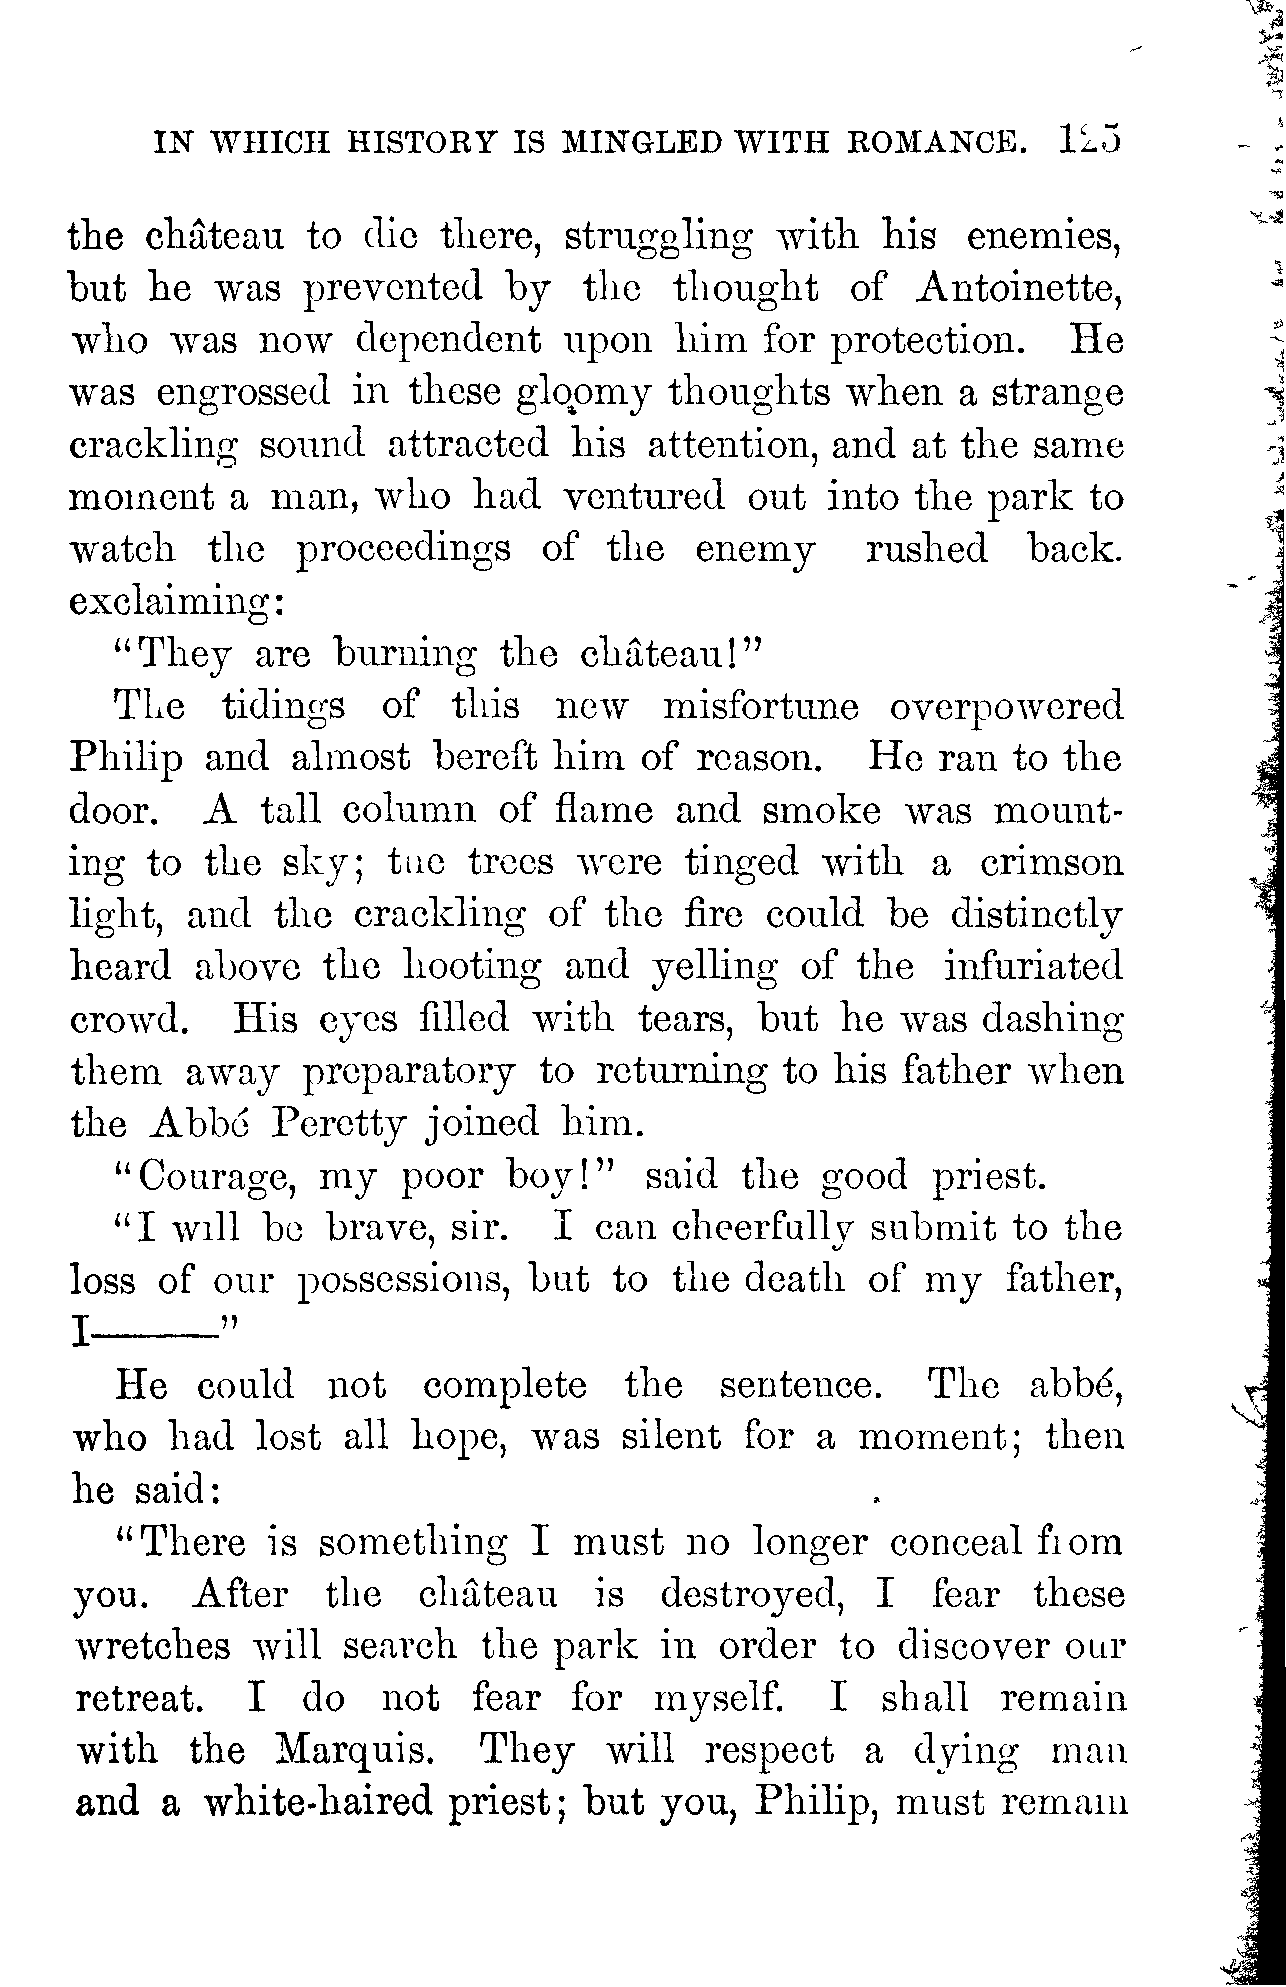 IN WHICH HISTORY IS MINGLED WITH ROMANCE. 125
the château to die there, struggling with his enemies,
but he was prevented by the thought of Antoinette,
who was now dependent upon him for protection. He
was engrossed in these gloomy thoughts when a strange
crackling sound attracted his attention, and at the same
moment a man, who had ventured out into the park to
watch the proceedings of the enemy rushed back.
exclaiming:
"They are burning the château!"
The tidings of this new misfortune overpowered
Philip and almost bereft him of reason. He ran to the
door. A tall column of flame and smoke was mount-
ing to the sky; the trees were tinged with a crimson
light, and the crackling of the fire could be distinctly
heard above the hooting and yelling of the infuriated
crowd. His eyes filled with tears, but he was dashing
them away preparatory to returning to his father when
the Abbé Peretty joined him.
"Courage, my poor boy!" said the good priest.
"I will be brave, sir. I can cheerfully submit to the
loss of our possessions, but to the death of my father,
I——"
He could not complete the sentence. The abbé,
who had lost all hope, was silent for a moment; then
he said:
"There is something I must no longer conceal from
you. After the château is destroyed, I fear these
wretches will search the park in order to discover our
retreat. I do not fear for myself. I shall remain
with the Marquis. They will respect a dying man
and a white-haired priest; but you, Philip, must remain